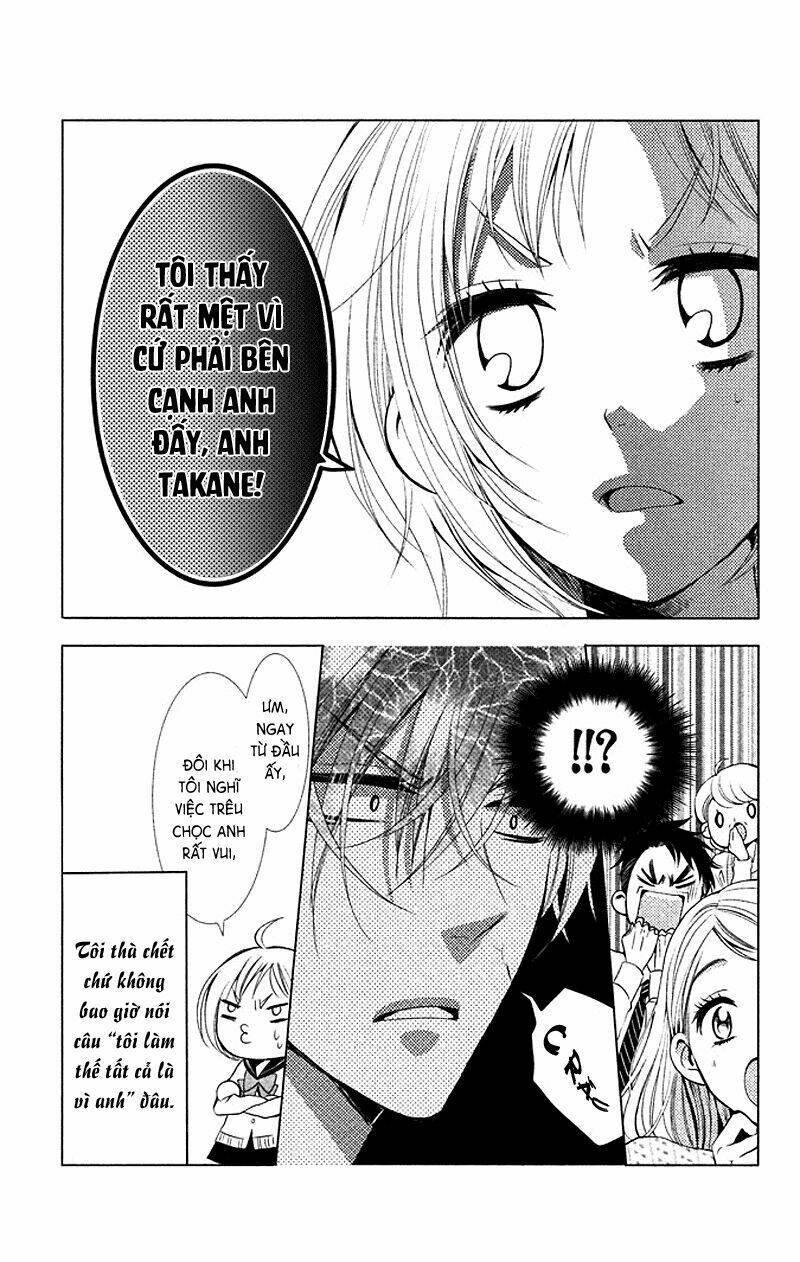 TÔI THẤY
RẤT MỆT VÌ
CỨ PHẢI BÊN
CẠNH ANH
ĐẤY, ANH
TAKANE!
!!?
CRẮC
ƯM,
NGAY
TỪ ĐẦU
ẤY,
ĐÔI KHI
TÔI NGHĨ
VIỆC TRÊU
CHỌC ANH
RẤT VUI,
Tôi thà chết
chứ không
bao giờ nói
câu “tôi làm
thế tất cả là
vì anh” đâu.